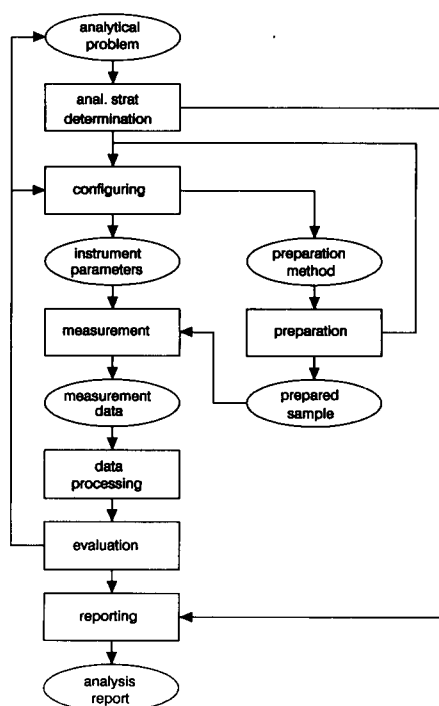 analytical
problem
anal. strat
determination
configuring
instrument
parameters
preparation
method
measurement
preparation
measurement
data
prepared
sample
data
processing
evaluation
reporting
analysis
report